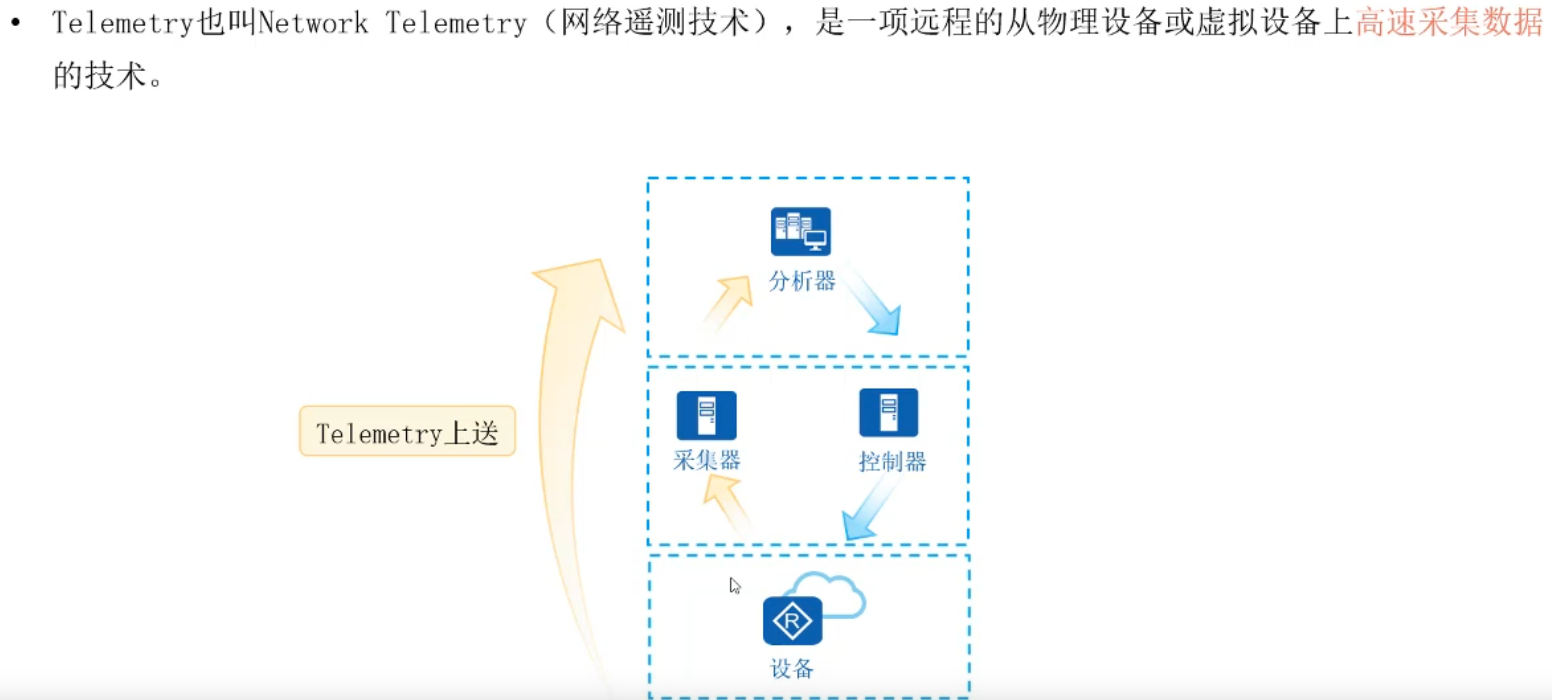 • Telemetry也叫Network Telemetry（网络遥测技术），是一项远程的从物理设备或虚拟设备上高速采集数据
的技术。
分析器
Telemetry上送
采集器
控制器
R
设备